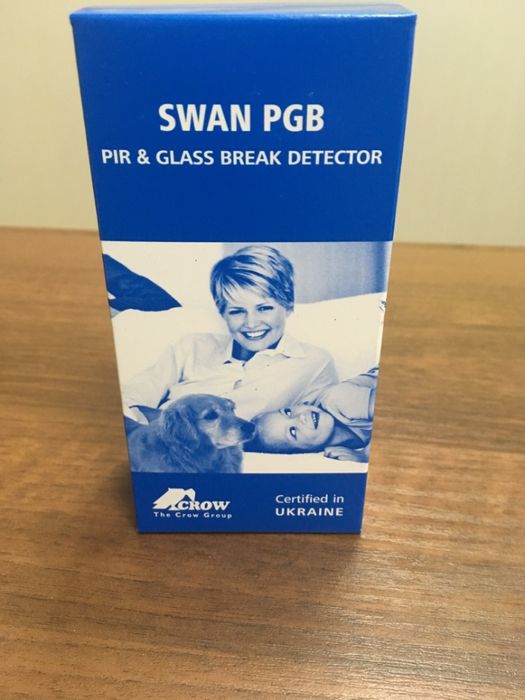 SWAN PGB
PIR & GLASS BREAK DETECTOR
CROW
The Crow Group
Certified in
UKRAINE